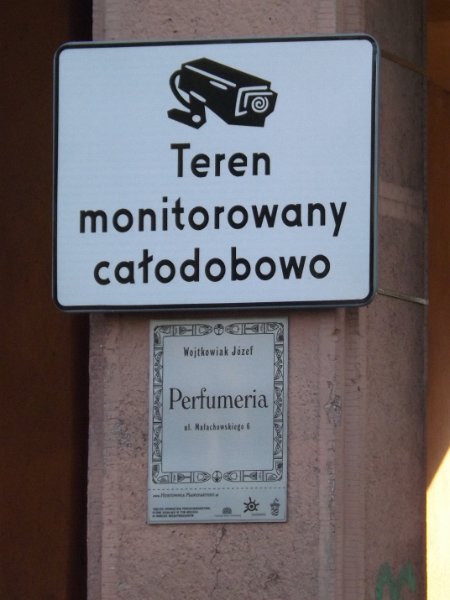 Teren
monitorowany
całodobowo
Wojtkowiak Józef
Perfumeria
ul. Małachowskiego 6